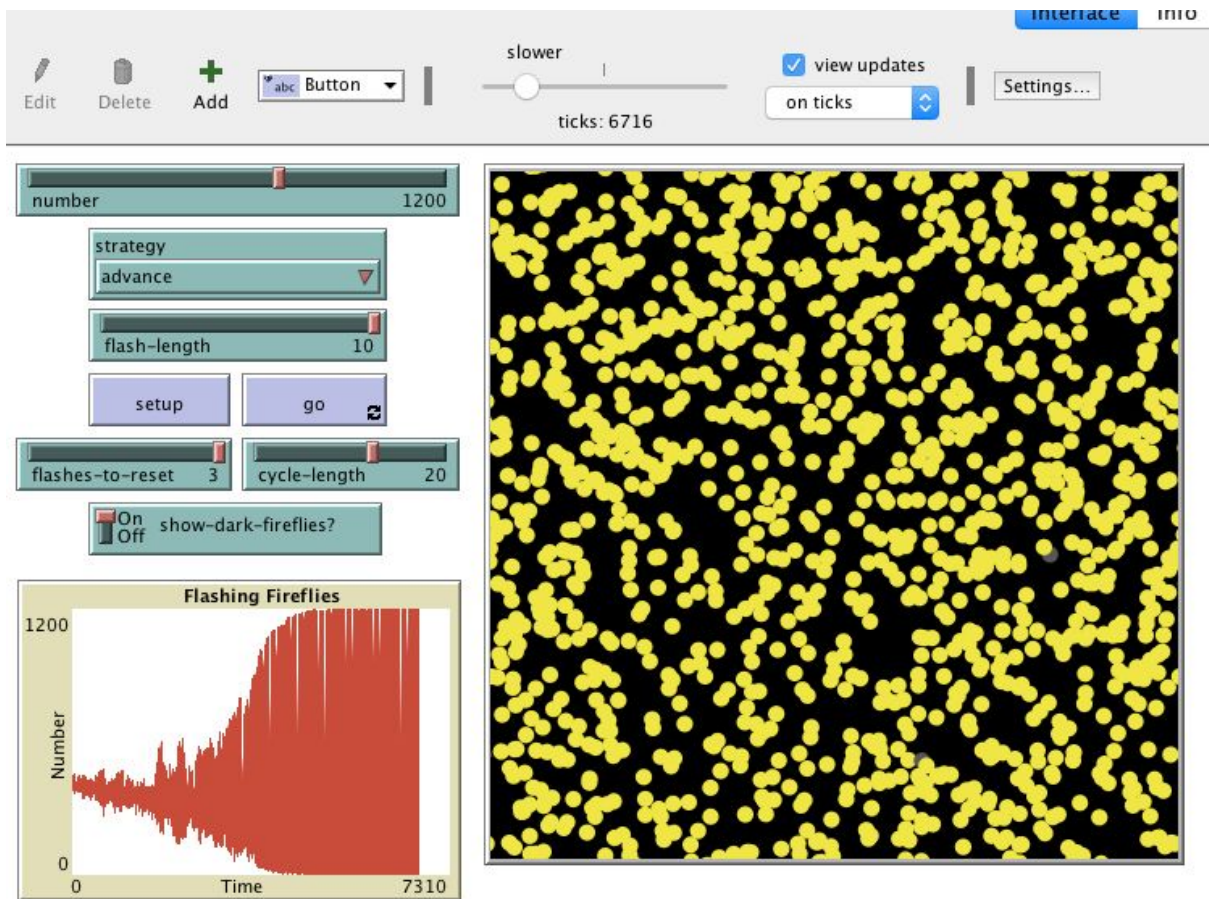 Interface Info
slower
view updates
Edit Delete Add abc Button on ticks Settings...
ticks: 6716
number 1200
strategy
advance
flash-length 10
setup go
flashes-to-reset 3 cycle-length 20
On
Off show-dark-fireflies?
Flashing Fireflies
1200
Number
0
0 Time 7310